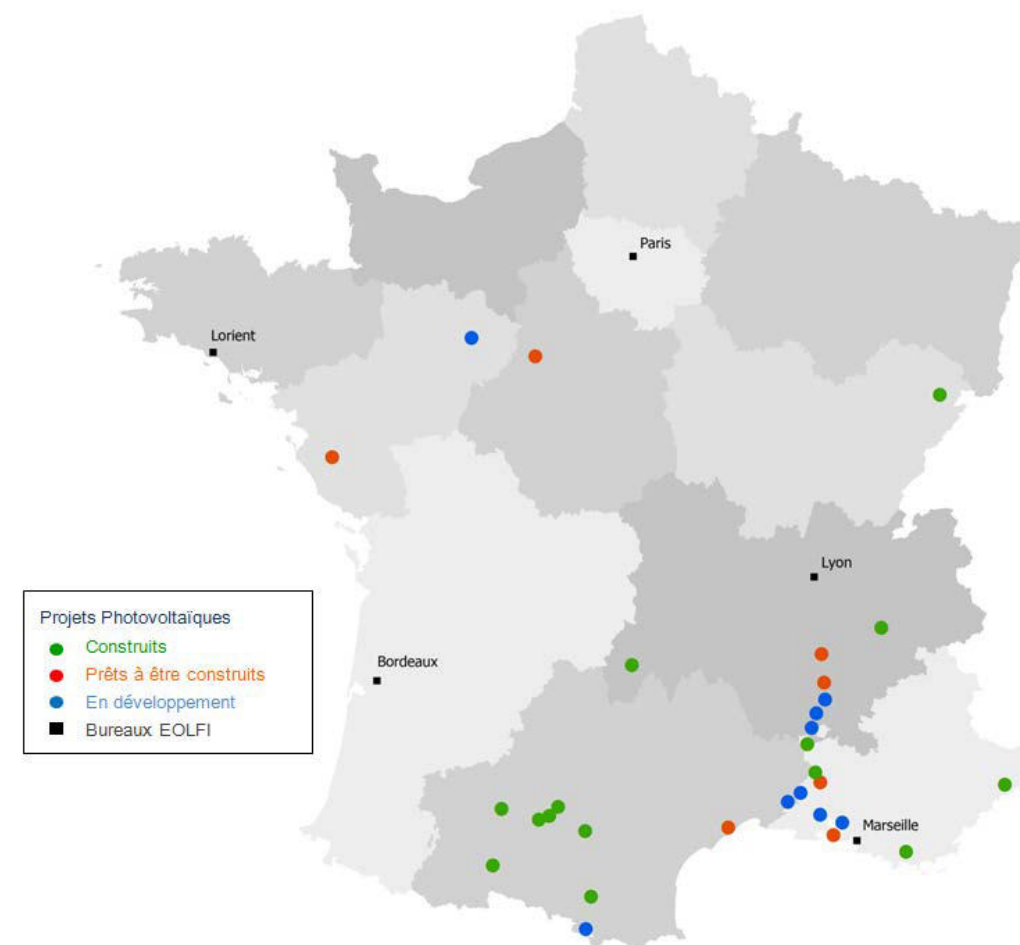 Paris
Lorient
Lyon
Bordeaux
Marseille
Projets Photovoltaïques
Construits
Prêts à être construits
En développement
Bureaux EOLFI